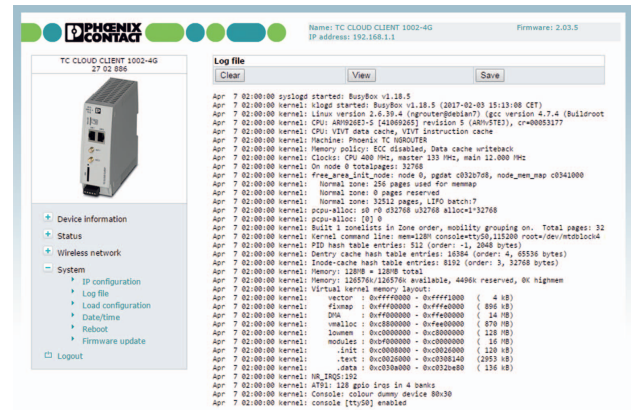 PHŒNIX CONTACT
Name: TC CLOUD CLIENT 1002-4G
IP address: 192.168.1.1
Firmware: 2.03.5
TC CLOUD CLIENT 1002-4G
27 02 886
Device information
Status
Wireless network
System
IP configuration
Log file
Load configuration
Date/time
Reboot
Firmware update
Logout
Log file
Clear View Save
Apr 7 02:00:00 syslogd started: BusyBox v1.18.5
Apr 7 02:00:00 kernel: klogd started: BusyBox v1.18.5 (2017-02-03 15:13:08 CET)
Apr 7 02:00:00 kernel: Linux version 2.6.39.4 (ngrouter@debian7) (gcc version 4.7.4 (Buildroot
Apr 7 02:00:00 kernel: CPU: ARM926EJ-S [41069265] revision 5 (ARMv5TEJ), cr=00053177
Apr 7 02:00:00 kernel: CPU: VIVT data cache, VIVT instruction cache
Apr 7 02:00:00 kernel: Machine: Phoenix TC NGROUTER
Apr 7 02:00:00 kernel: Memory policy: ECC disabled, Data cache writeback
Apr 7 02:00:00 kernel: Clocks: CPU 400 MHz, master 133 MHz, main 12.000 MHz
Apr 7 02:00:00 kernel: On node 0 totalpages: 32768
Apr 7 02:00:00 kernel: free_area_init_node: node 0, pgdat c032b7d8, node_mem_map c0341000
Apr 7 02:00:00 kernel: Normal zone: 256 pages used for memmap
Apr 7 02:00:00 kernel: Normal zone: 0 pages reserved
Apr 7 02:00:00 kernel: Normal zone: 32512 pages, LIFO batch:7
Apr 7 02:00:00 kernel: pcpu-alloc: s0 r0 d32768 u32768 alloc=1*32768
Apr 7 02:00:00 kernel: pcpu-alloc: [0] 0
Apr 7 02:00:00 kernel: Built 1 zonelists in Zone order, mobility grouping on. Total pages: 32
Apr 7 02:00:00 kernel: Kernel command line: mem=128M console=ttyS0,115200 root=/dev/mtdblock4
Apr 7 02:00:00 kernel: PID hash table entries: 512 (order: -1, 2048 bytes)
Apr 7 02:00:00 kernel: Dentry cache hash table entries: 16384 (order: 4, 65536 bytes)
Apr 7 02:00:00 kernel: Inode-cache hash table entries: 8192 (order: 3, 32768 bytes)
Apr 7 02:00:00 kernel: Memory: 128MB = 128MB total
Apr 7 02:00:00 kernel: Memory: 126576k/126576k available, 4496k reserved, 0K highmem
Apr 7 02:00:00 kernel: Virtual kernel memory layout:
Apr 7 02:00:00 kernel: vector : 0xffff0000 - 0xffff1000 ( 4 kB)
Apr 7 02:00:00 kernel: fixmap : 0xfff00000 - 0xfffe0000 ( 896 kB)
Apr 7 02:00:00 kernel: DMA : 0xff000000 - 0xffe00000 ( 14 MB)
Apr 7 02:00:00 kernel: vmalloc : 0xc8800000 - 0xfee00000 ( 870 MB)
Apr 7 02:00:00 kernel: lowmem : 0xc0000000 - 0xc8000000 ( 128 MB)
Apr 7 02:00:00 kernel: modules : 0xbf000000 - 0xc0000000 ( 16 MB)
Apr 7 02:00:00 kernel: .init : 0xc0008000 - 0xc0026000 ( 120 kB)
Apr 7 02:00:00 kernel: .text : 0xc0026000 - 0xc0308140 (2953 kB)
Apr 7 02:00:00 kernel: .data : 0xc030a000 - 0xc032be80 ( 136 kB)
Apr 7 02:00:00 kernel: NR_IRQS:192
Apr 7 02:00:00 kernel: AT91: 128 gpio irqs in 4 banks
Apr 7 02:00:00 kernel: Console: colour dummy device 80x30
Apr 7 02:00:00 kernel: console [ttyS0] enabled